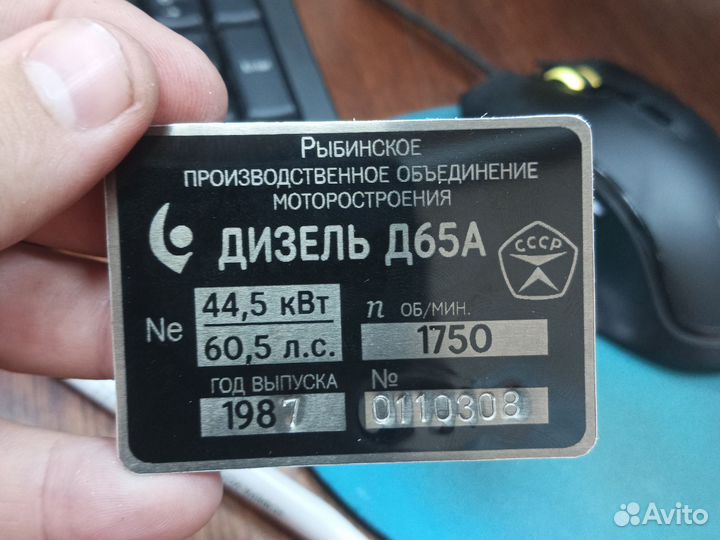 Рыбинское
производственное объединение
моторостроения
ДИЗЕЛЬ Д65А
СССР
Ne
44,5 кВт
60,5 л.с.
n ОБ/МИН.
1750
ГОД ВЫПУСКА
1987
№
0110308
Avito